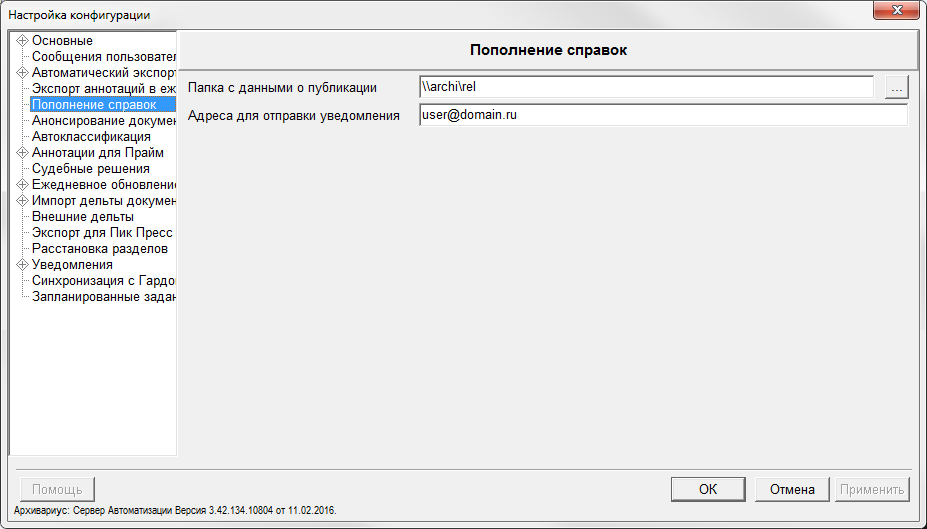 Настройка конфигурации
Основные
Сообщения пользовател
Автоматический экспорт
Экспорт аннотаций в еж
Пополнение справок
Анонсирование докумен
Автоклассификация
Аннотации для Прайм
Судебные решения
Ежедневное обновлени
Импорт дельты докумен
Внешние дельты
Экспорт для Пик Пресс
Расстановка разделов
Уведомления
Синхронизация с Гардо
Запланированные задан
Пополнение справок
Папка с данными о публикации
\\archi\rel
...
Адреса для отправки уведомления
user@domain.ru
Помощь
OK
Отмена
Применить
Архивариус: Сервер Автоматизации Версия 3.42.134.10804 от 11.02.2016.